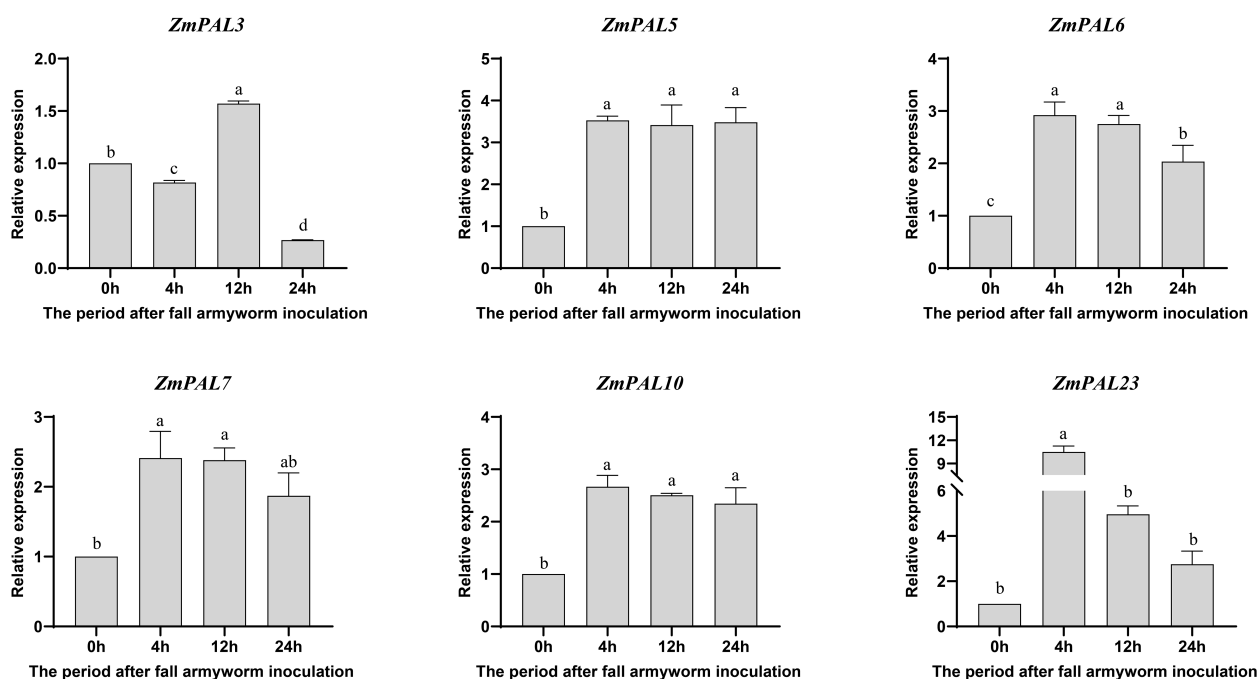 ZmPAL3
Relative expression
2.0
1.5
1.0
0.5
0.0
b
c
a
d
0h 4h 12h 24h
The period after fall armyworm inoculation
ZmPAL5
Relative expression
5
4
3
2
1
0
b
a
a
a
0h 4h 12h 24h
The period after fall armyworm inoculation
ZmPAL6
Relative expression
4
3
2
1
0
c
a
a
b
0h 4h 12h 24h
The period after fall armyworm inoculation
ZmPAL7
Relative expression
3
2
1
0
b
a
a
ab
0h 4h 12h 24h
The period after fall armyworm inoculation
ZmPAL10
Relative expression
4
3
2
1
0
b
a
a
a
0h 4h 12h 24h
The period after fall armyworm inoculation
ZmPAL23
Relative expression
15
12
9
6
4
2
0
b
a
b
b
0h 4h 12h 24h
The period after fall armyworm inoculation